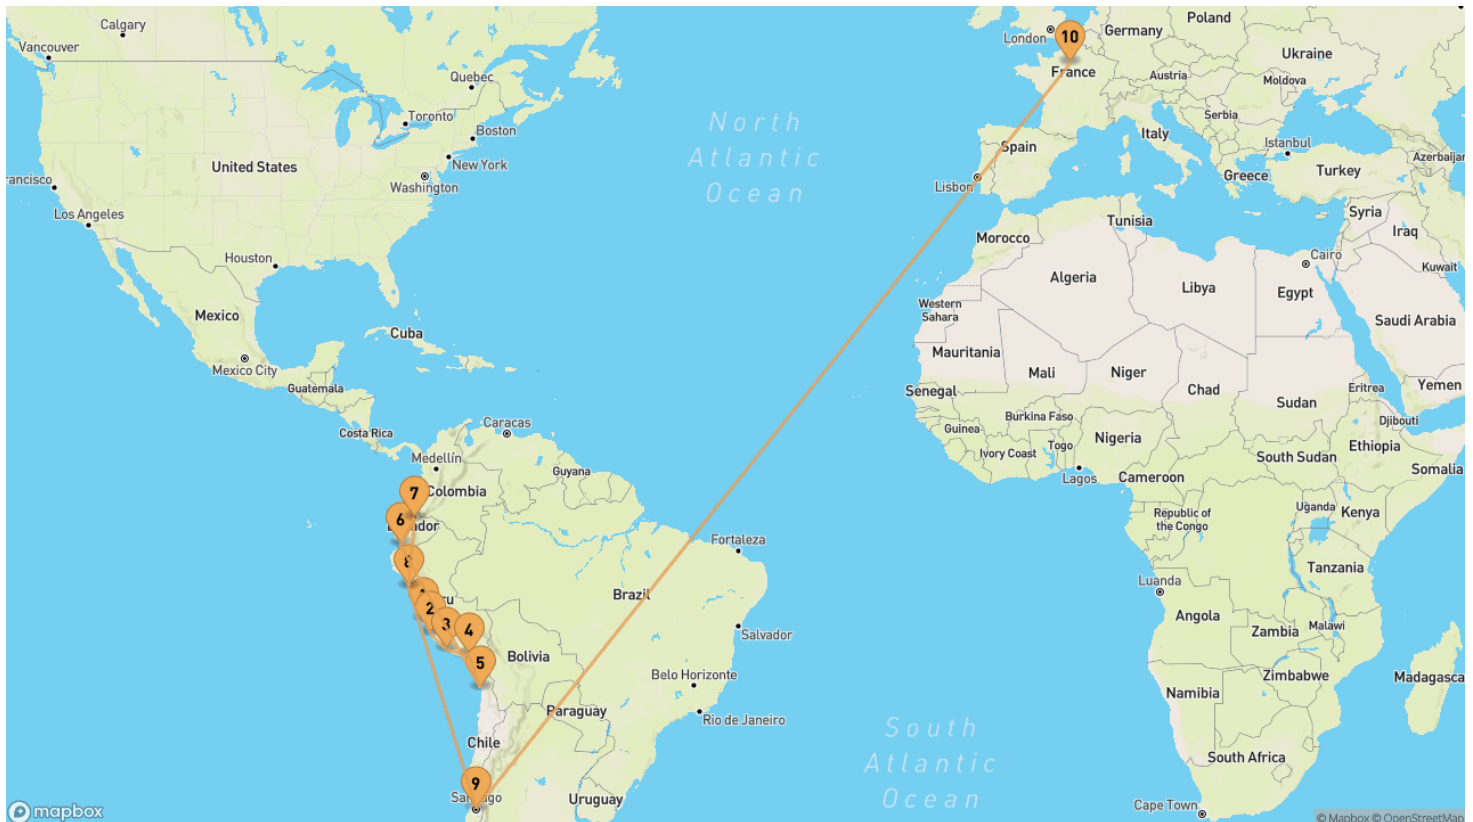 Calgary
Vancouver
Quebec
Toronto
Boston
New York
United States
Washington
rancisco
Los Angeles
Houston
Mexico
Mexico City
Cuba
Guatemala
Costa Rica
Caracas
Medellín
Guyana
Colombia
7
6
8
2
3
4
5
Bolivia
Brazil
Fortaleza
Salvador
Belo Horizonte
Rio de Janeiro
Paraguay
Chile
9
Uruguay
North
Atlantic
Ocean
South
Atlantic
Ocean
London
10
Germany
Poland
France
Ukraine
Austria
Moldova
Serbia
Italy
Spain
Lisbon
Istanbul
Greece
Turkey
Azerbaijan
Syria
Iraq
Tunisia
Morocco
Cairo
Kuwait
Algeria
Libya
Egypt
Western
Sahara
Saudi Arabia
Mauritania
Mali
Niger
Chad
Sudan
Eritrea
Yemen
Senegal
Burkina Faso
Djibouti
Guinea
Ivory Coast
Togo
Nigeria
Ethiopia
South Sudan
Somalia
Lagos
Cameroon
Republic of
the Congo
Uganda
Kenya
Tanzania
Luanda
Angola
Zambia
Malawi
Zimbabwe
Madagasca
Namibia
South Africa
Cape Town
mapbox
© Mapbox © OpenStreetMap